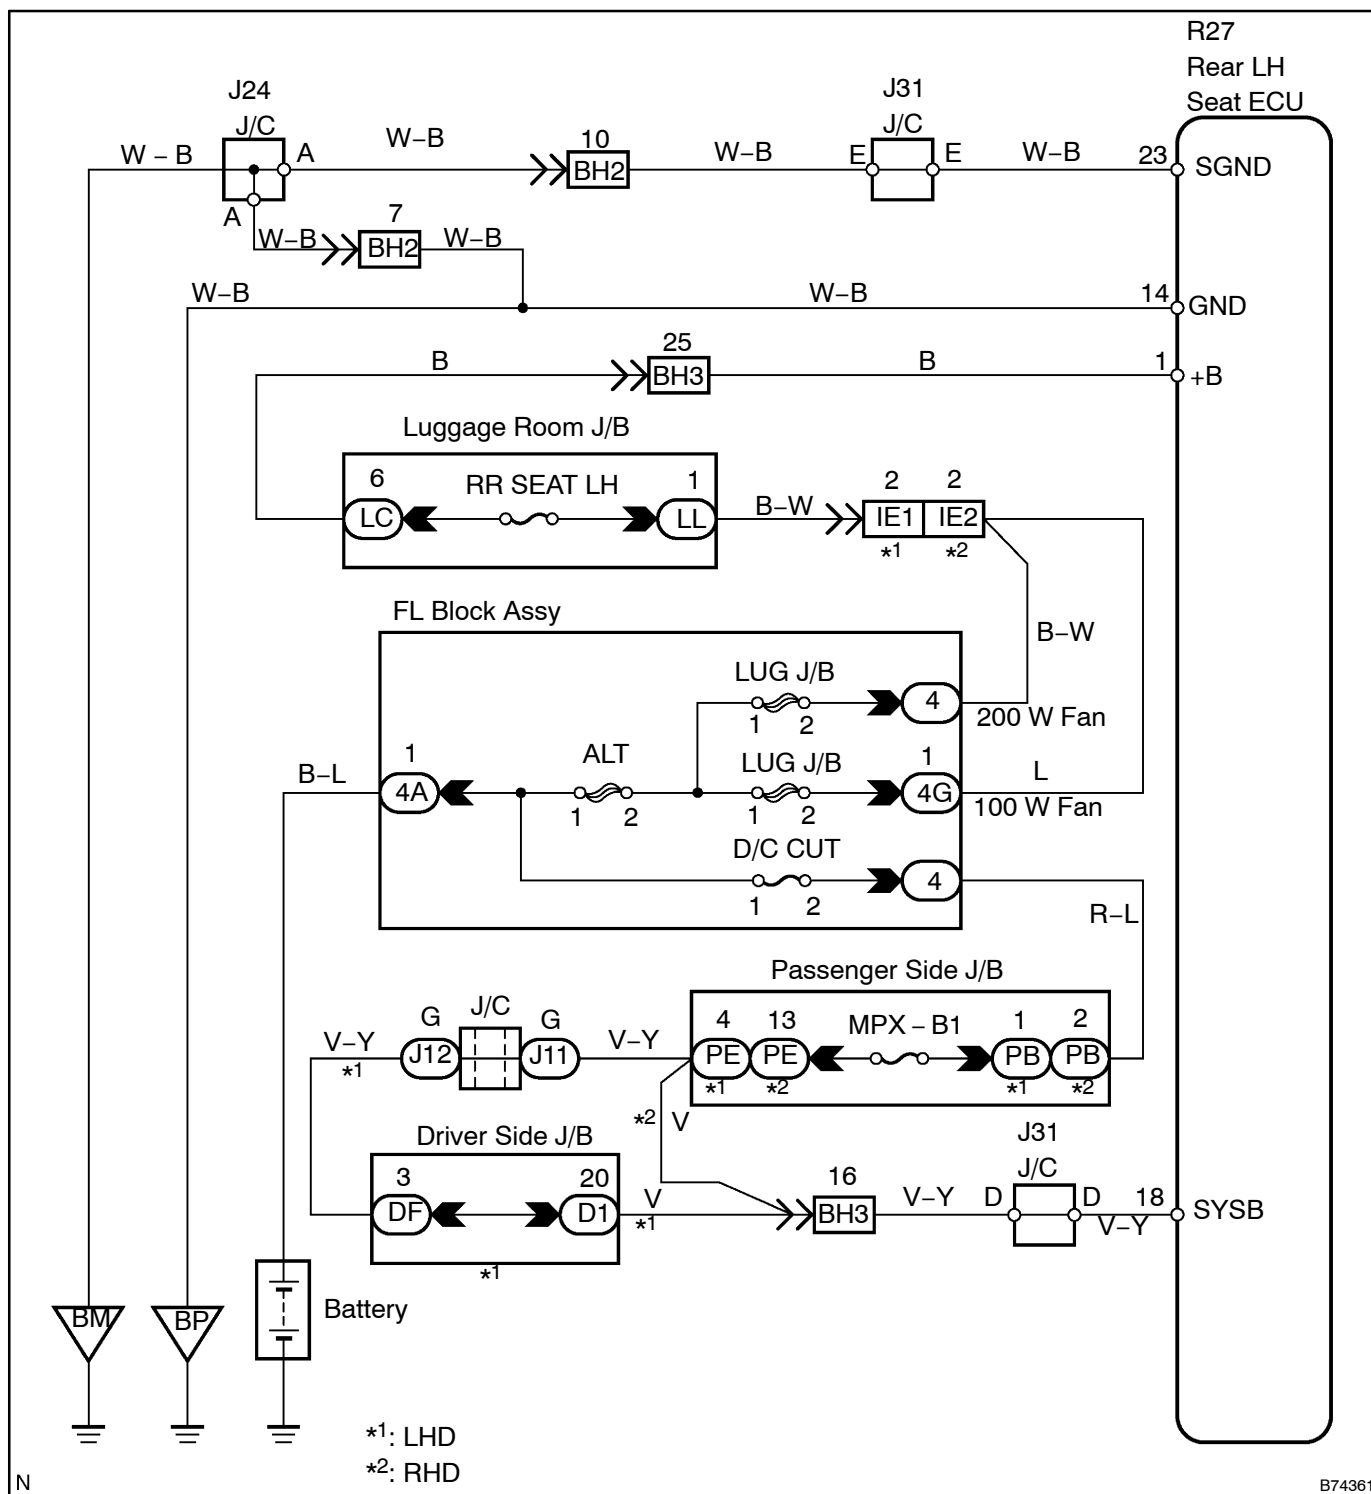 R27
Rear LH
Seat ECU
J24
J/C
J31
J/C
W – B
A
W–B
10
BH2
W–B
E
E
W–B
23
SGND
A
W–B
7
BH2
W–B
W–B
W–B
14
GND
B
25
BH3
B
1
+B
Luggage Room J/B
6
LC
RR SEAT LH
1
LL
B–W
2
2
IE1
IE2
*1
*2
FL Block Assy
B–W
LUG J/B
1
2
4
200 W Fan
B–L
1
4A
ALT
1
2
LUG J/B
1
2
1
4G
L
100 W Fan
D/C CUT
1
2
4
R–L
Passenger Side J/B
V–Y
*1
G
J12
J/C
G
J11
V–Y
4
13
PE
PE
*1
*2
MPX – B1
1
2
PB
PB
*1
*2
*2
V
Driver Side J/B
3
DF
20
D1
V
*1
*1
16
BH3
V–Y
J31
J/C
D
D
V–Y
18
SYSB
BM
BP
Battery
*1: LHD
*2: RHD
N
B74361